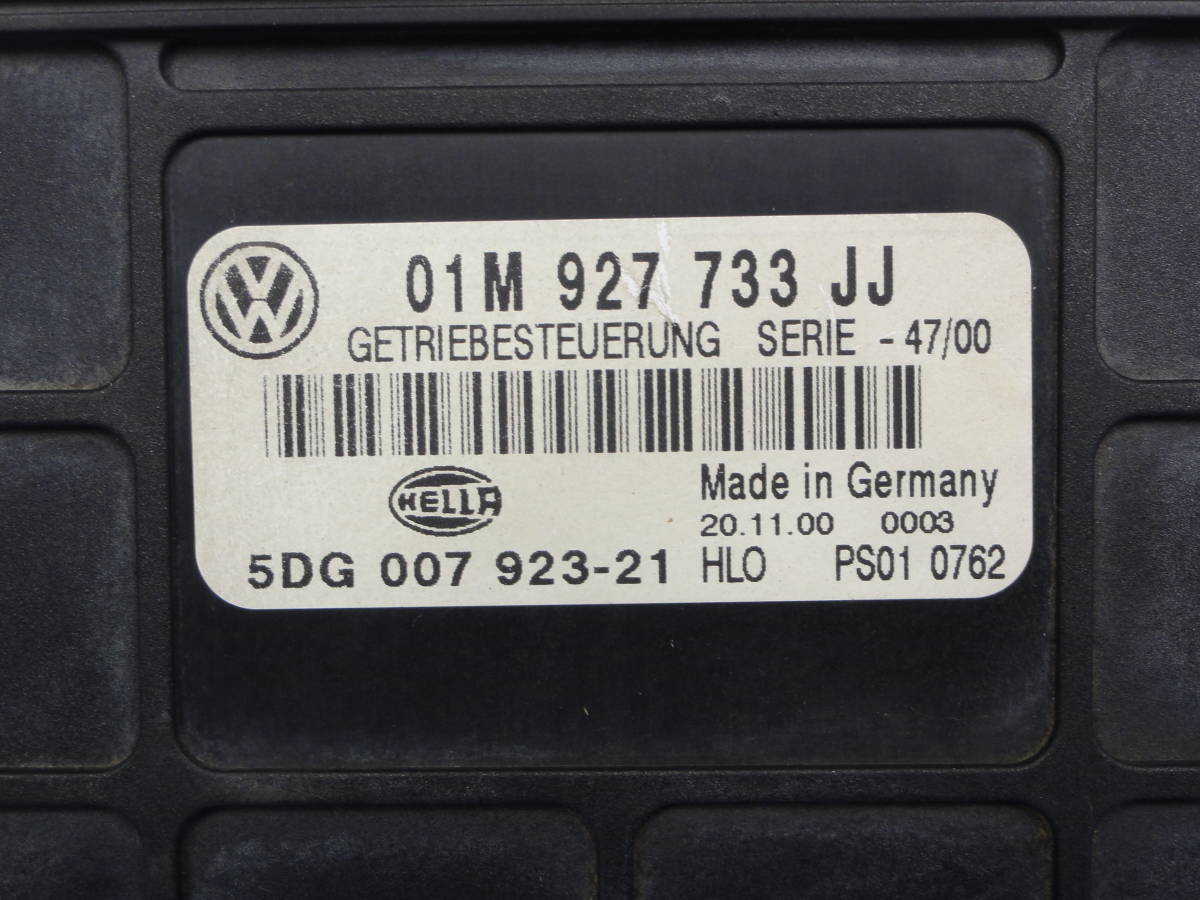 01M 927 733 JJ
GETRIEBESTEUERUNG SERIE - 47/00
HELLA
Made in Germany
20.11.00 0003
5DG 007 923-21 HLO PS01 0762